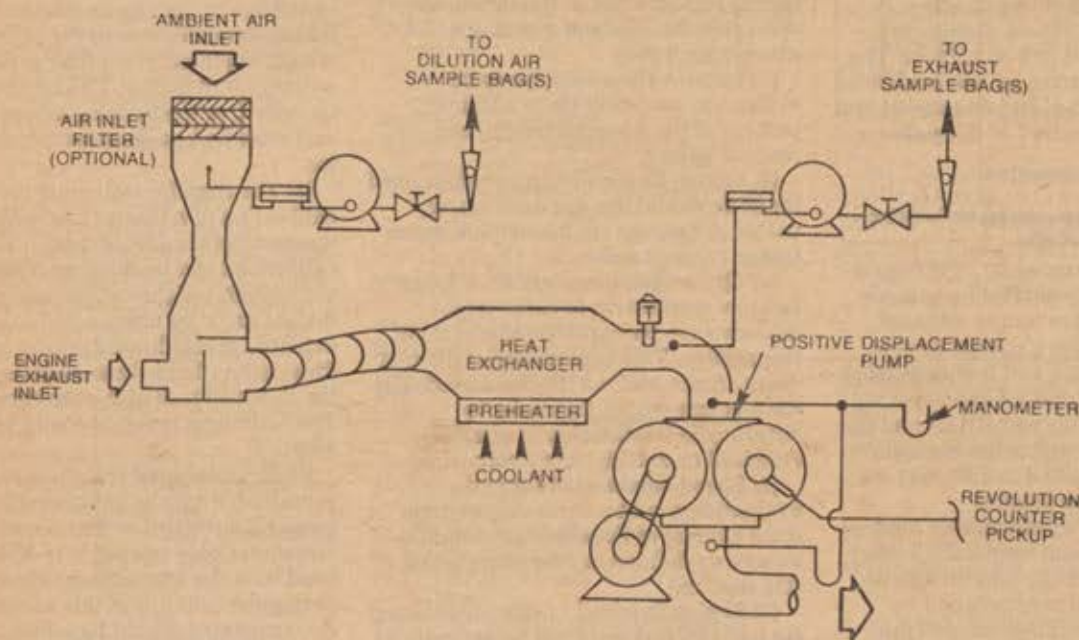 AMBIENT AIR
INLET
TO
DILUTION AIR
SAMPLE BAG(S)
TO
EXHAUST
SAMPLE BAG(S)
AIR INLET
FILTER
(OPTIONAL)
ENGINE
EXHAUST
INLET
HEAT
EXCHANGER
T
POSITIVE DISPLACEMENT
PUMP
PREHEATER
MANOMETER
COOLANT
REVOLUTION
COUNTER
PICKUP